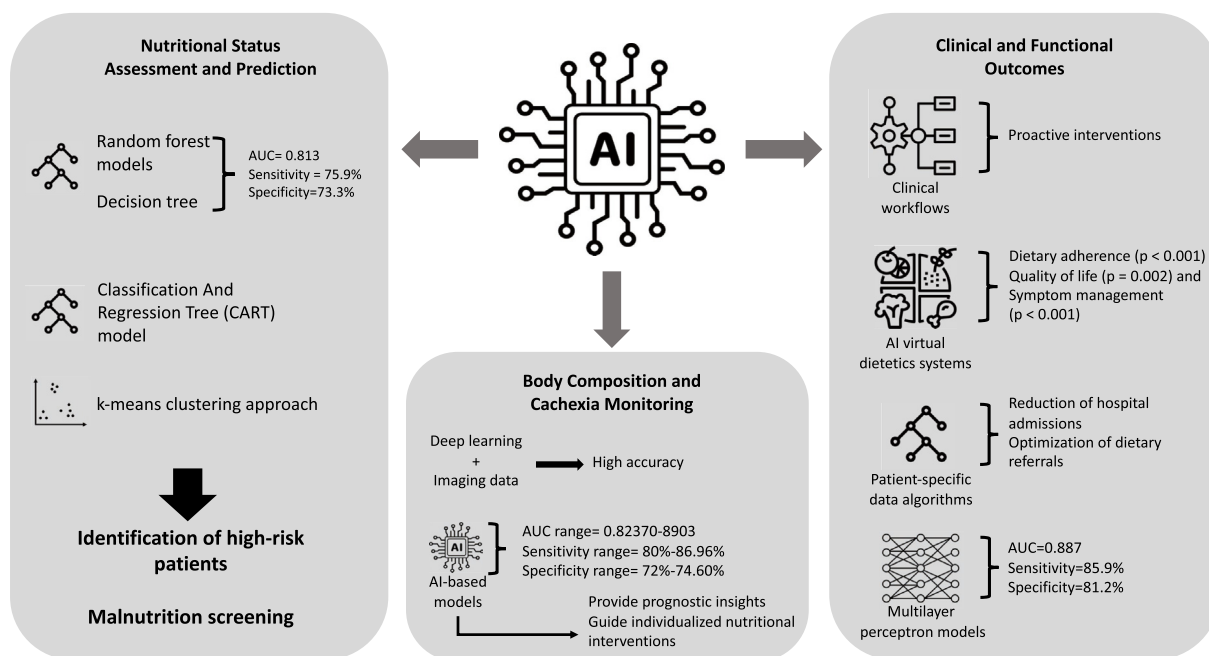 Nutritional Status
Assessment and Prediction
Random forest
models
Decision tree
AUC= 0.813
Sensitivity = 75.9%
Specificity=73.3%
Classification And
Regression Tree (CART)
model
k-means clustering approach
Identification of high-risk
patients
Malnutrition screening
AI
Body Composition and
Cachexia Monitoring
Deep learning
+
Imaging data
High accuracy
AI
AI-based
models
AUC range= 0.82370-8903
Sensitivity range= 80%-86.96%
Specificity range= 72%-74.60%
Provide prognostic insights
Guide individualized nutritional
interventions
Clinical and Functional
Outcomes
Clinical
workflows
Proactive interventions
AI virtual
dietetics systems
Dietary adherence (p < 0.001)
Quality of life (p = 0.002) and
Symptom management
(p < 0.001)
Patient-specific
data algorithms
Reduction of hospital
admissions
Optimization of dietary
referrals
Multilayer
perceptron models
AUC=0.887
Sensitivity=85.9%
Specificity=81.2%